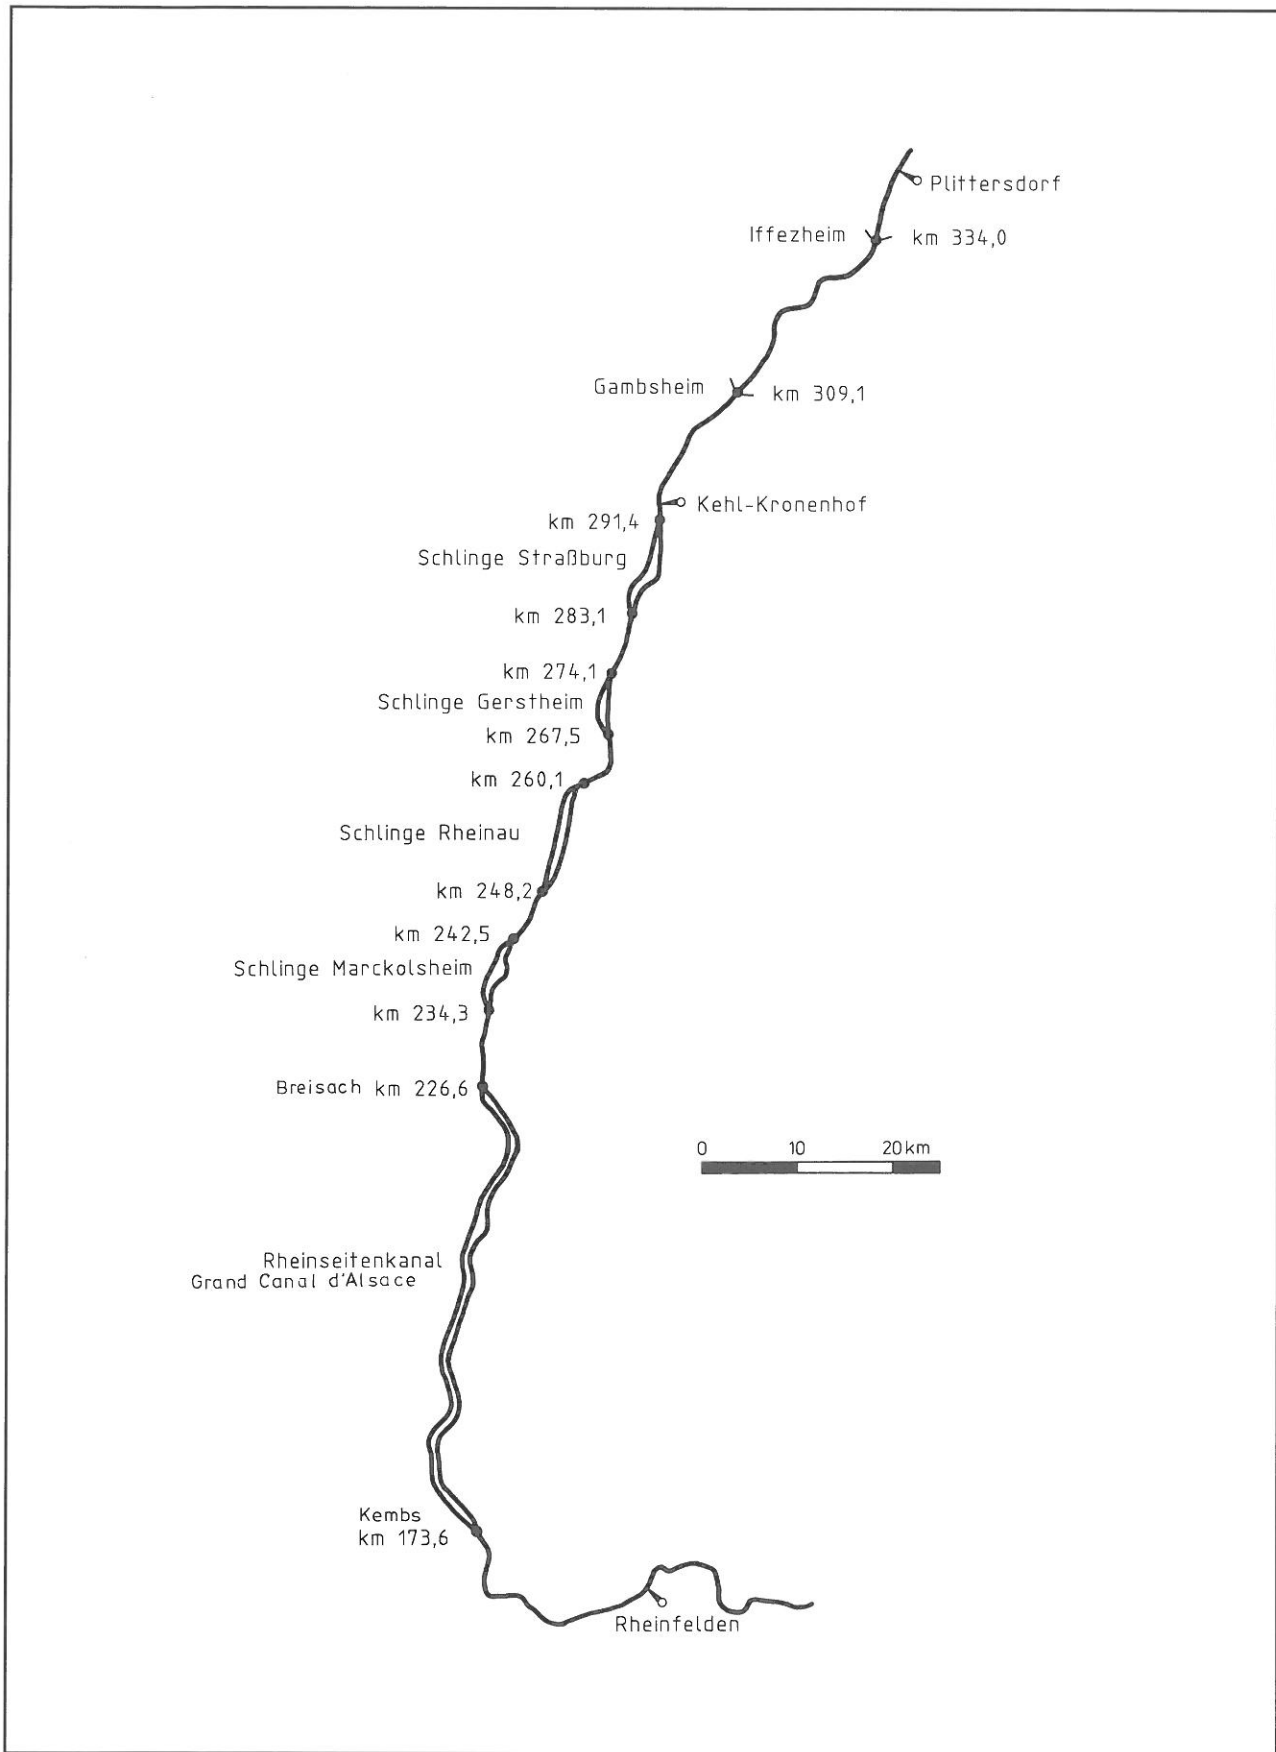 Plittersdorf
Iffezheim km 334,0
Gambsheim km 309,1
Kehl-Kronenhof
km 291,4
Schlinge Straßburg
km 283,1
km 274,1
Schlinge Gerstheim
km 267,5
km 260,1
Schlinge Rheinau
km 248,2
km 242,5
Schlinge Marckolsheim
km 234,3
Breisach km 226,6
0 10 20km
Rheinseitenkanal
Grand Canal d'Alsace
Kembs
km 173,6
Rheinfelden